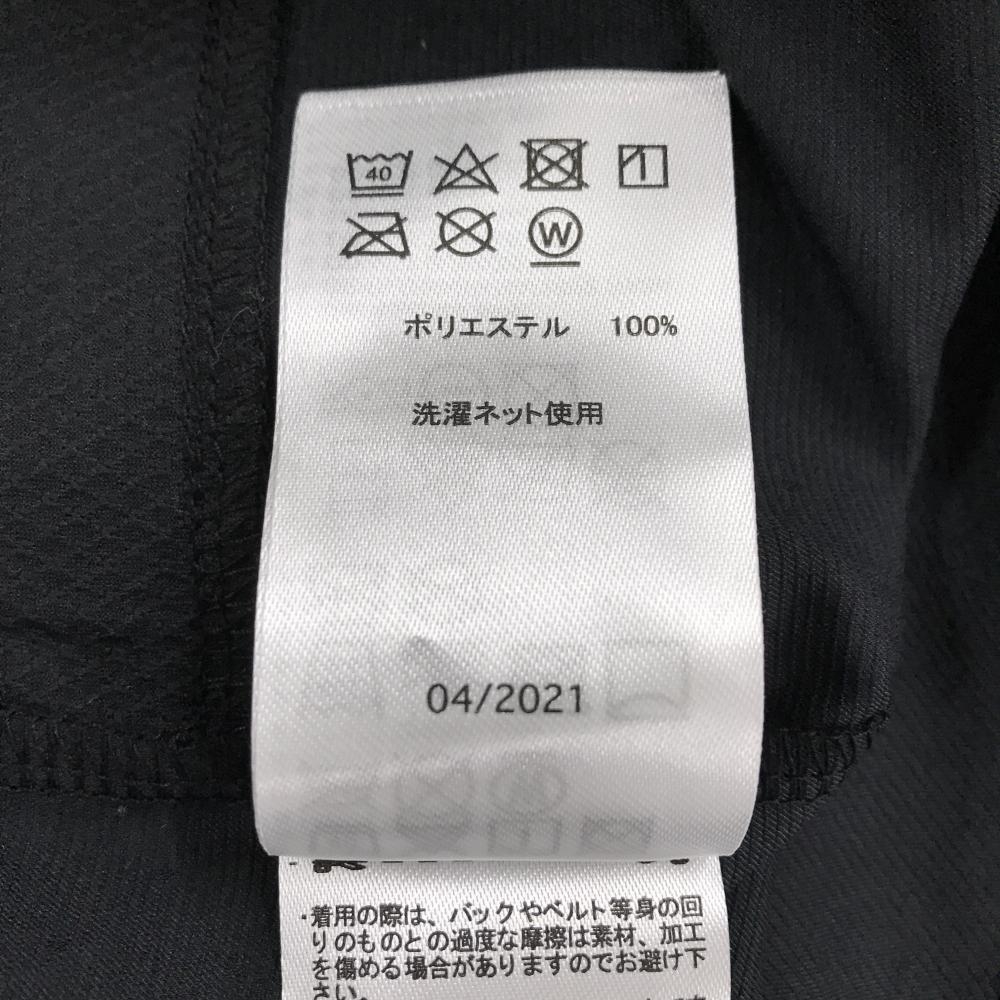 40
W
ポリエステル 100%
洗濯ネット使用
04/2021
・着用の際は、バックやベルト等身の回
りのものとの過度な摩擦は素材、加工
を傷める場合がありますのでお避け下
さい。